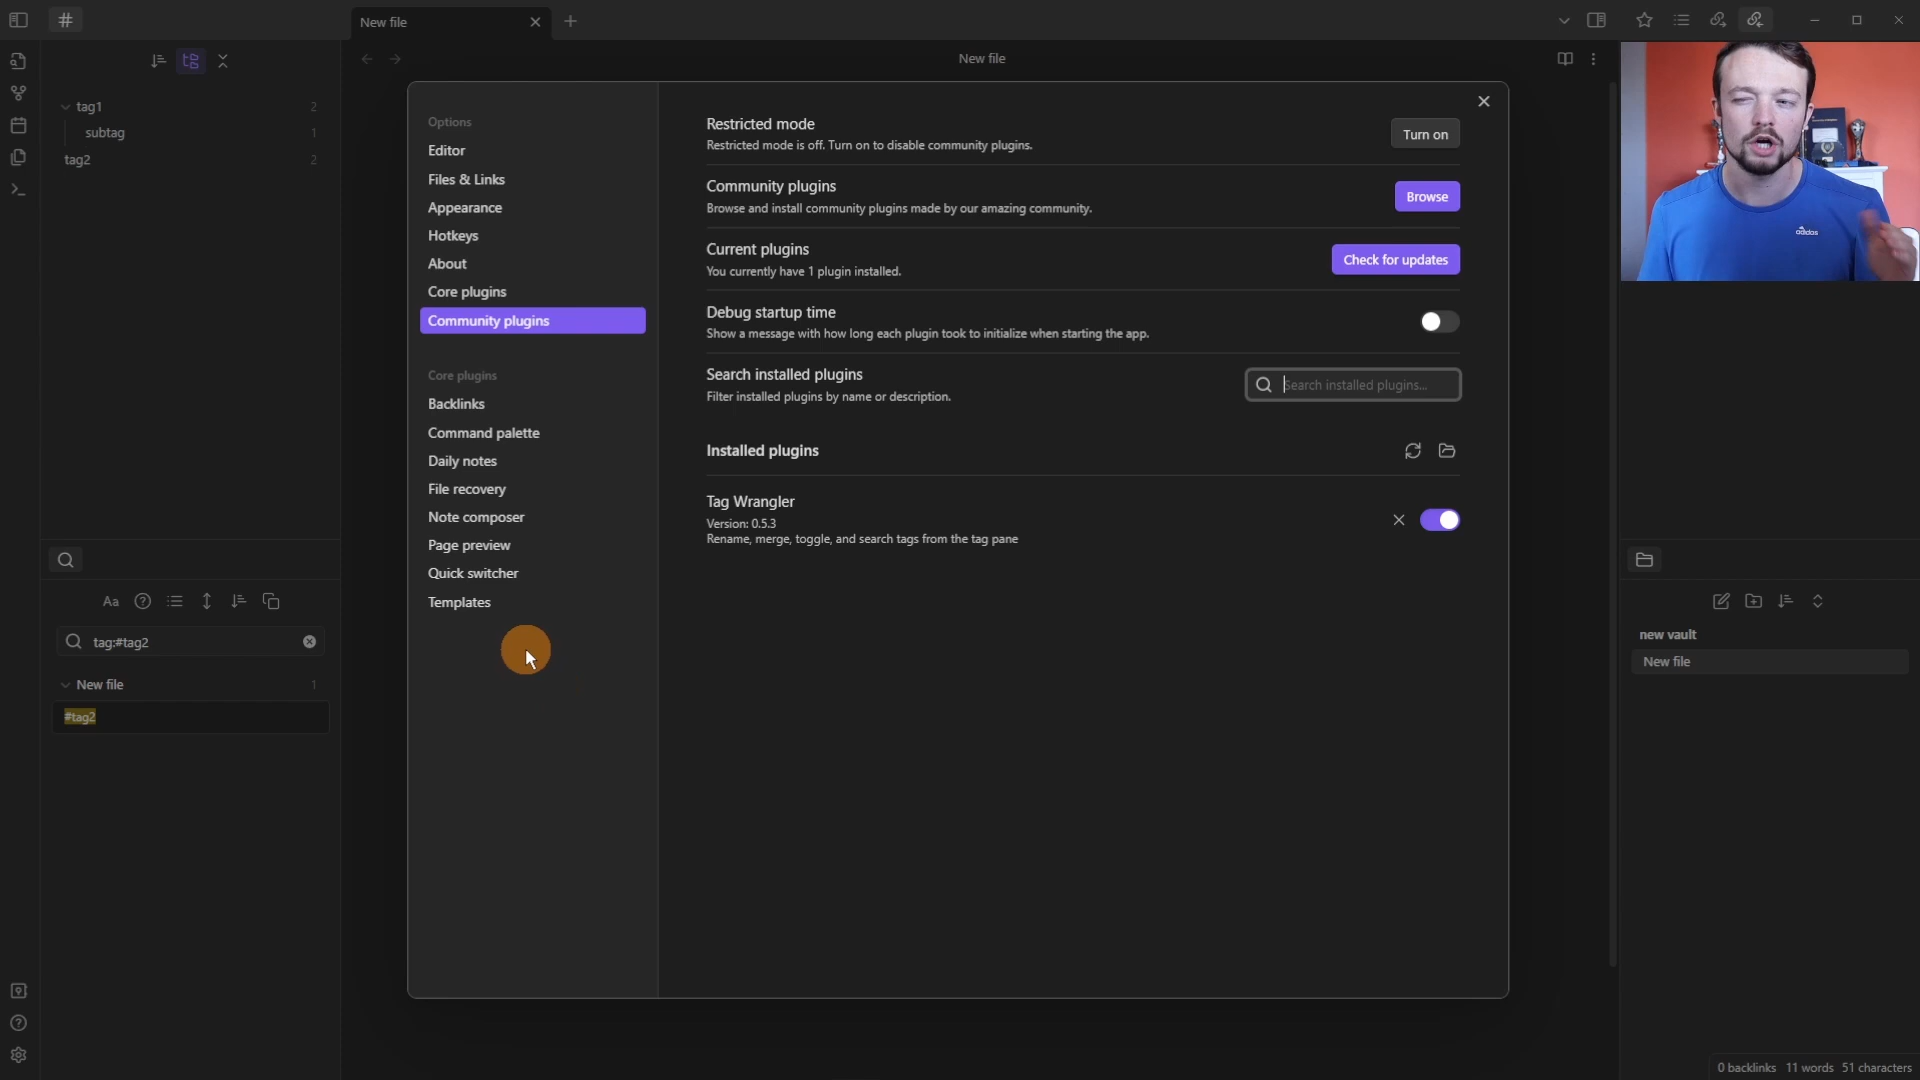 New file
New file
tag1 2
subtag 1
tag2 2
Options
Editor
Files & Links
Appearance
Hotkeys
About
Core plugins
Community plugins
Core plugins
Backlinks
Command palette
Daily notes
File recovery
Note composer
Page preview
Quick switcher
Templates
Restricted mode
Restricted mode is off. Turn on to disable community plugins.
Turn on
Community plugins
Browse and install community plugins made by our amazing community.
Browse
Current plugins
You currently have 1 plugin installed.
Check for updates
Debug startup time
Show a message with how long each plugin took to initialize when starting the app.
Search installed plugins
Filter installed plugins by name or description.
Search installed plugins...
Installed plugins
Tag Wrangler
Version: 0.5.3
Rename, merge, toggle, and search tags from the tag pane
Aa
tag:#tag2
New file 1
#tag2
adidas
new vault
New file
0 backlinks 11 words 51 characters